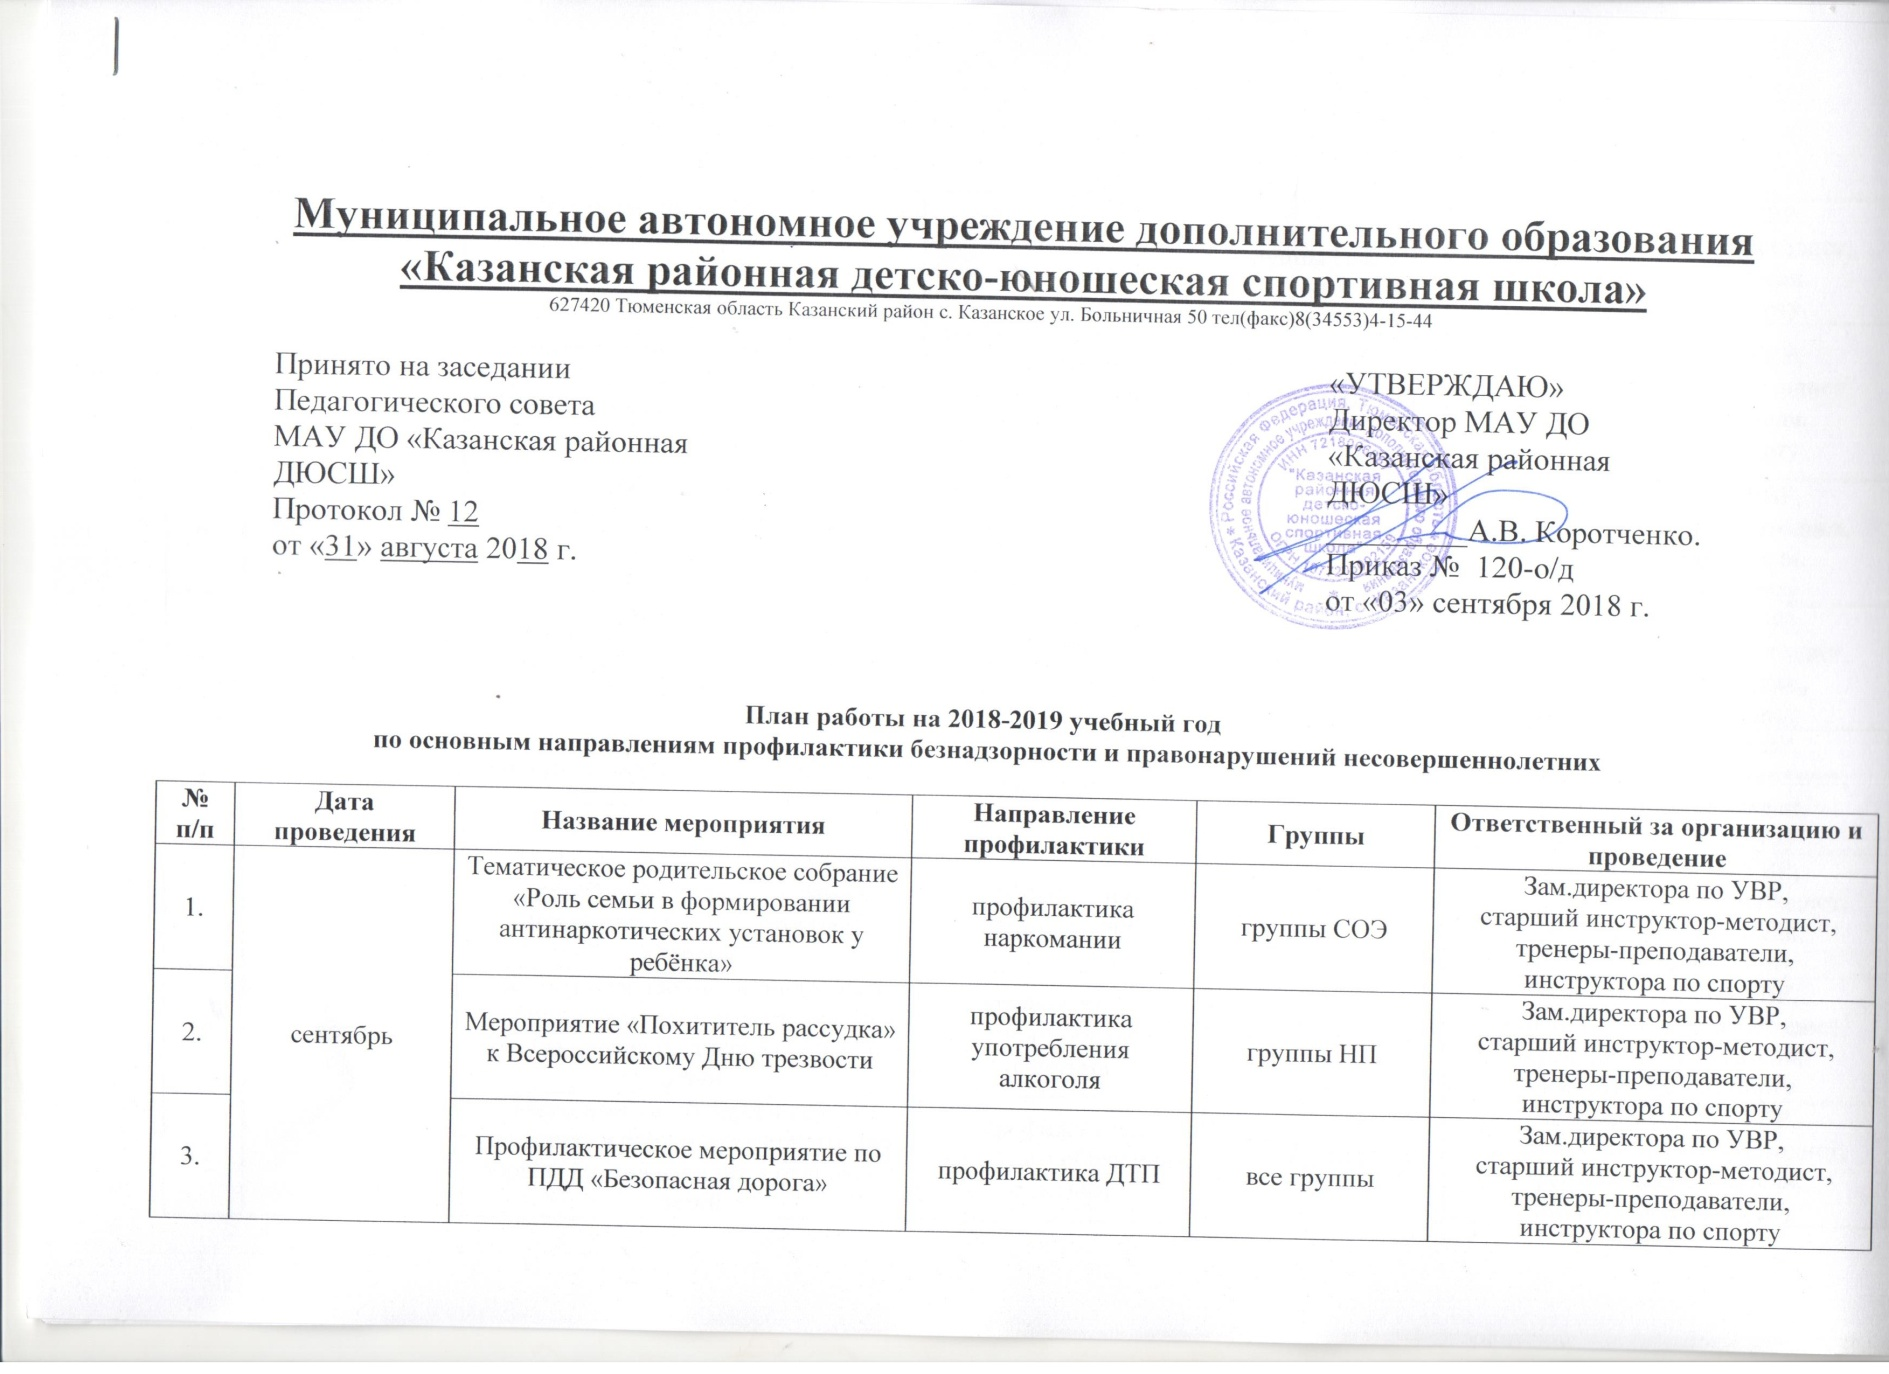 Муниципальное автономное учреждение дополнительного образования
«Казанская районная детско-юношеская спортивная школа»
627420 Тюменская область Казанский район с. Казанское ул. Больничная 50 тел(факс)8(34553)4-15-44
Принято на заседании
Педагогического совета
МАУ ДО «Казанская районная
ДЮСШ»
Протокол № 12
от «31» августа 2018 г.
«УТВЕРЖДАЮ»
Директор МАУ ДО
«Казанская районная
ДЮСШ»
А.В. Коротченко.
Приказ № 120-о/д
от «03» сентября 2018 г.
"Казанская
районная
детско-
юношеская
спортивная
школа"
План работы на 2018-2019 учебный год
по основным направлениям профилактики безнадзорности и правонарушений несовершеннолетних
№
п/п
Дата
проведения
Название мероприятия
Направление
профилактики
Группы
Ответственный за организацию и
проведение
1.
сентябрь
Тематическое родительское собрание
«Роль семьи в формировании
антинаркотических установок у
ребёнка»
профилактика
наркомании
группы СОЭ
Зам.директора по УВР,
старший инструктор-методист,
тренеры-преподаватели,
инструктора по спорту
2.
Мероприятие «Похититель рассудка»
к Всероссийскому Дню трезвости
профилактика
употребления
алкоголя
группы НП
Зам.директора по УВР,
старший инструктор-методист,
тренеры-преподаватели,
инструктора по спорту
3.
Профилактическое мероприятие по
ПДД «Безопасная дорога»
профилактика ДТП
все группы
Зам.директора по УВР,
старший инструктор-методист,
тренеры-преподаватели,
инструктора по спорту